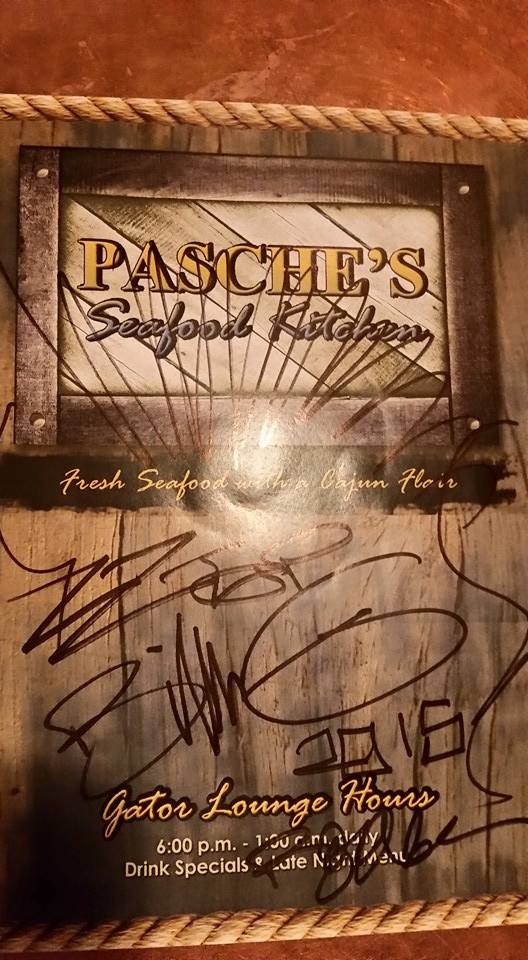 PASCHE'S
Seafood Kitchen
Fresh Seafood with a Cajun Flair
2016
Gator Lounge Hours
6:00 p.m. - 1:00 a.m. daily
Drink Specials & Late Night Menu